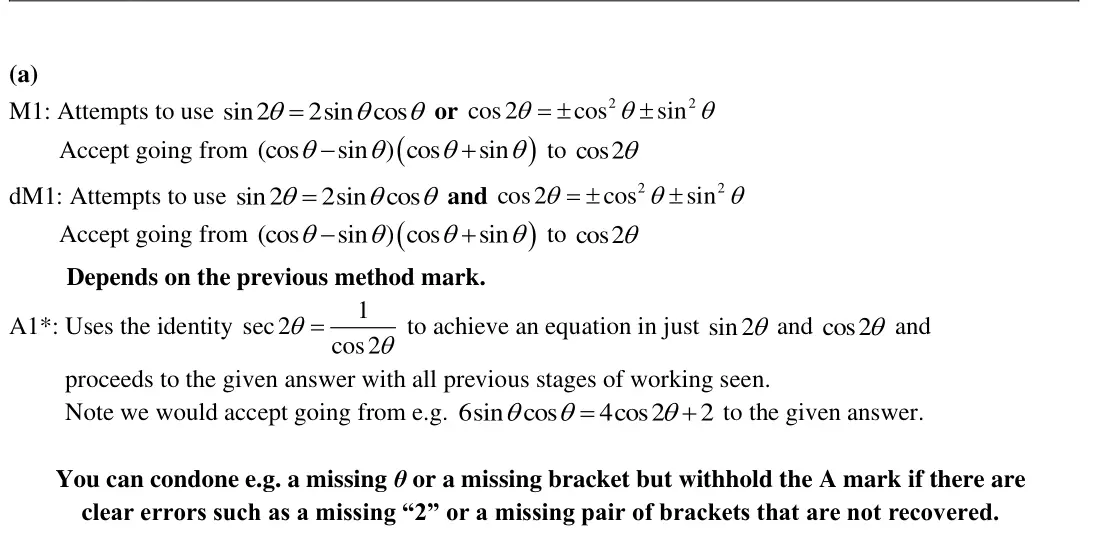 (a)
M1: Attempts to use sin 2θ = 2sin θ cos θ or cos 2θ = ±cos² θ ± sin² θ
Accept going from (cos θ − sin θ)(cos θ + sin θ) to cos 2θ
dM1: Attempts to use sin 2θ = 2sin θ cos θ and cos 2θ = ±cos² θ ± sin² θ
Accept going from (cos θ − sin θ)(cos θ + sin θ) to cos 2θ
Depends on the previous method mark.
A1*: Uses the identity sec 2θ = 1/cos 2θ to achieve an equation in just sin 2θ and cos 2θ and
proceeds to the given answer with all previous stages of working seen.
Note we would accept going from e.g. 6sin θ cos θ = 4cos 2θ + 2 to the given answer.
You can condone e.g. a missing θ or a missing bracket but withhold the A mark if there are
clear errors such as a missing “2” or a missing pair of brackets that are not recovered.